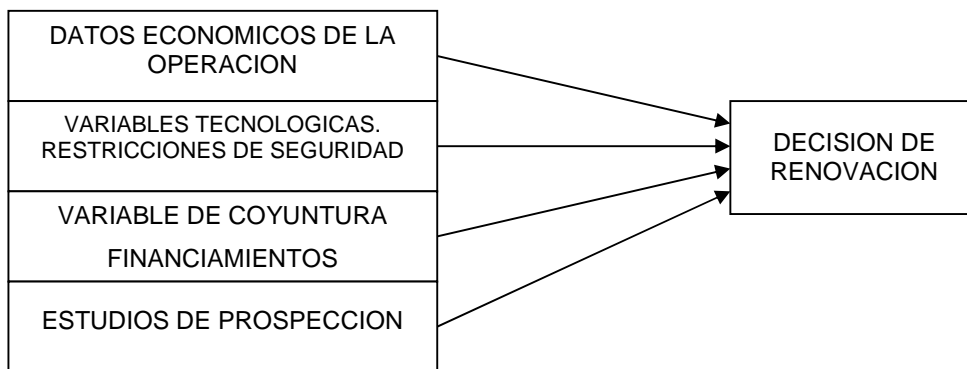 DATOS ECONOMICOS DE LA
OPERACION
VARIABLES TECNOLOGICAS.
RESTRICCIONES DE SEGURIDAD
VARIABLE DE COYUNTURA
FINANCIAMIENTOS
ESTUDIOS DE PROSPECCION
DECISION DE
RENOVACION